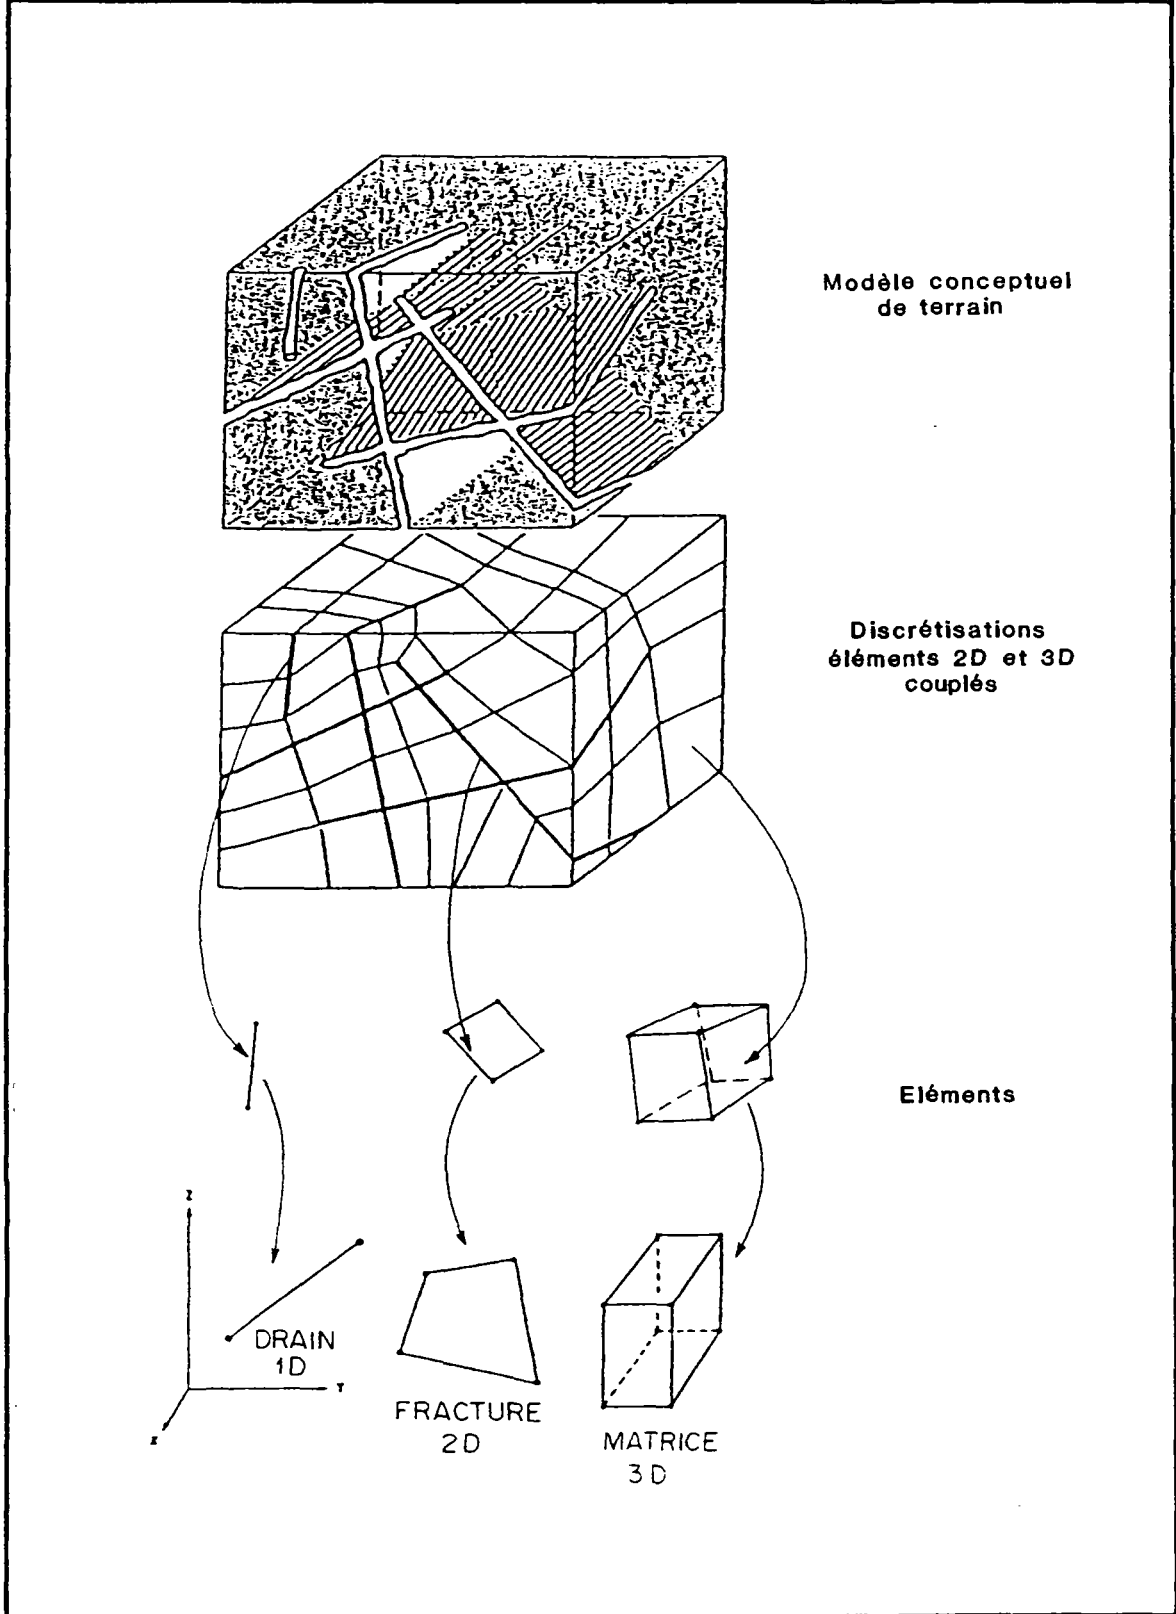 Modèle conceptuel
de terrain
Discrétisations
éléments 2D et 3D
couplés
Eléments
Z
DRAIN
1D
Y
X
FRACTURE
2D
MATRICE
3D